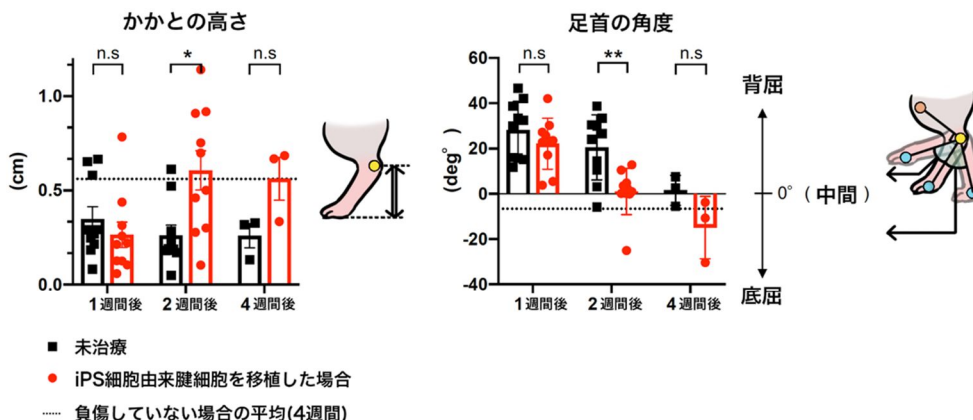 かかとの高さ
n.s
*
n.s
1.0
0.5
0.0
(cm)
1週間後
2週間後
4週間後
足首の角度
n.s
**
n.s
60
40
20
0
-20
-40
(deg°)
1週間後
2週間後
4週間後
背屈
0°(中間)
底屈
未治療
iPS細胞由来腱細胞を移植した場合
負傷していない場合の平均(4週間)